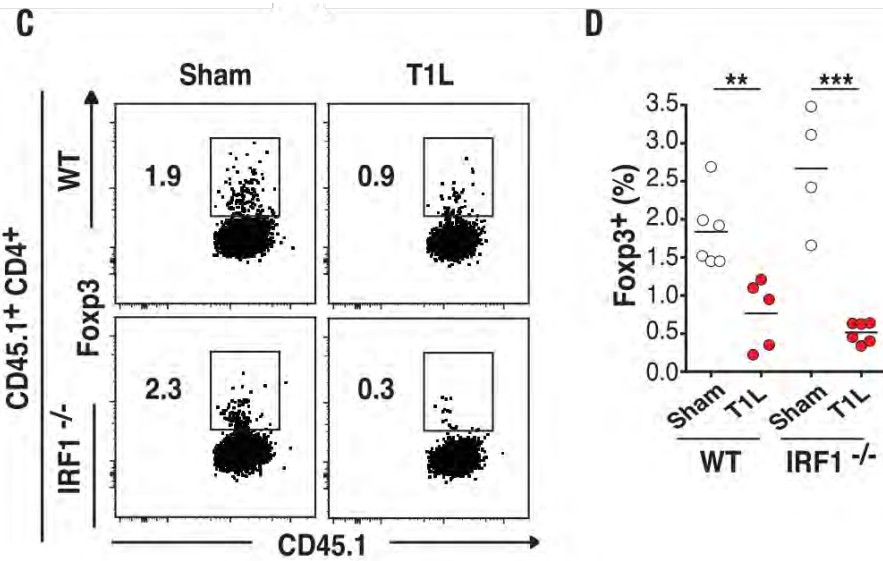 C
D
Sham
T1L
CD45.1+ CD4+
WT
IRF1 -/-
Foxp3
1.9
0.9
2.3
0.3
CD45.1
Foxp3+ (%)
** ***
3.5
3.0
2.5
2.0
1.5
1.0
0.5
0.0
Sham
T1L
Sham
T1L
WT
IRF1 -/-